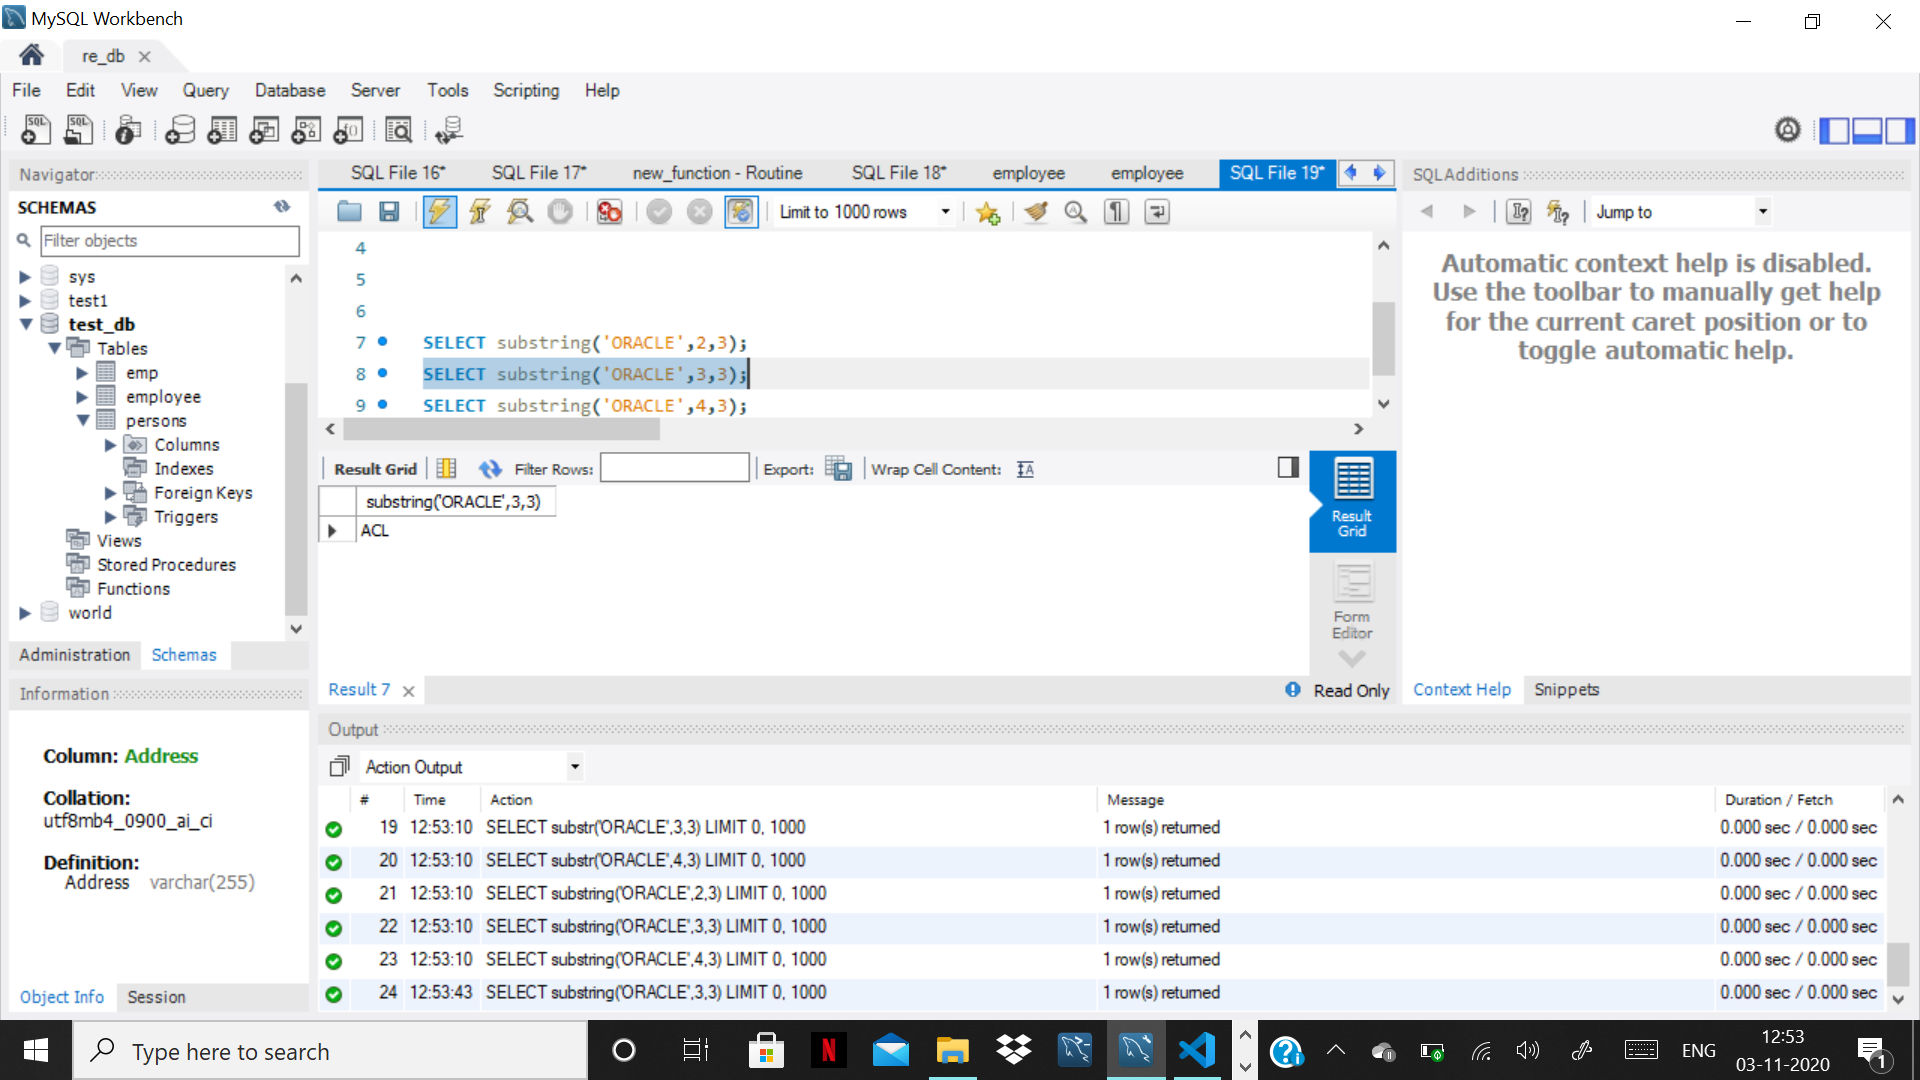 MySQL Workbench
re_db
File Edit View Query Database Server Tools Scripting Help
Navigator
SCHEMAS
Filter objects
sys
test1
test_db
Tables
emp
employee
persons
Columns
Indexes
Foreign Keys
Triggers
Views
Stored Procedures
Functions
world
Administration Schemas
Information
Column: Address
Collation:
utf8mb4_0900_ai_ci
Definition:
Address varchar(255)
Object Info Session
SQL File 16* SQL File 17* new_function - Routine SQL File 18* employee employee SQL File 19*
Limit to 1000 rows
4
5
6
7 SELECT substring('ORACLE',2,3);
8 SELECT substring('ORACLE',3,3);
9 SELECT substring('ORACLE',4,3);
Result Grid Filter Rows: Export: Wrap Cell Content:
substring('ORACLE',3,3)
ACL
Result Grid
Form Editor
Result 7
Read Only
SQLAdditions
Jump to
Automatic context help is disabled.
Use the toolbar to manually get help
for the current caret position or to
toggle automatic help.
Context Help Snippets
Output
Action Output
# Time Action Message Duration / Fetch
19 12:53:10 SELECT substr('ORACLE',3,3) LIMIT 0, 1000 1 row(s) returned 0.000 sec / 0.000 sec
20 12:53:10 SELECT substr('ORACLE',4,3) LIMIT 0, 1000 1 row(s) returned 0.000 sec / 0.000 sec
21 12:53:10 SELECT substring('ORACLE',2,3) LIMIT 0, 1000 1 row(s) returned 0.000 sec / 0.000 sec
22 12:53:10 SELECT substring('ORACLE',3,3) LIMIT 0, 1000 1 row(s) returned 0.000 sec / 0.000 sec
23 12:53:10 SELECT substring('ORACLE',4,3) LIMIT 0, 1000 1 row(s) returned 0.000 sec / 0.000 sec
24 12:53:43 SELECT substring('ORACLE',3,3) LIMIT 0, 1000 1 row(s) returned 0.000 sec / 0.000 sec
Type here to search
ENG
12:53
03-11-2020
1